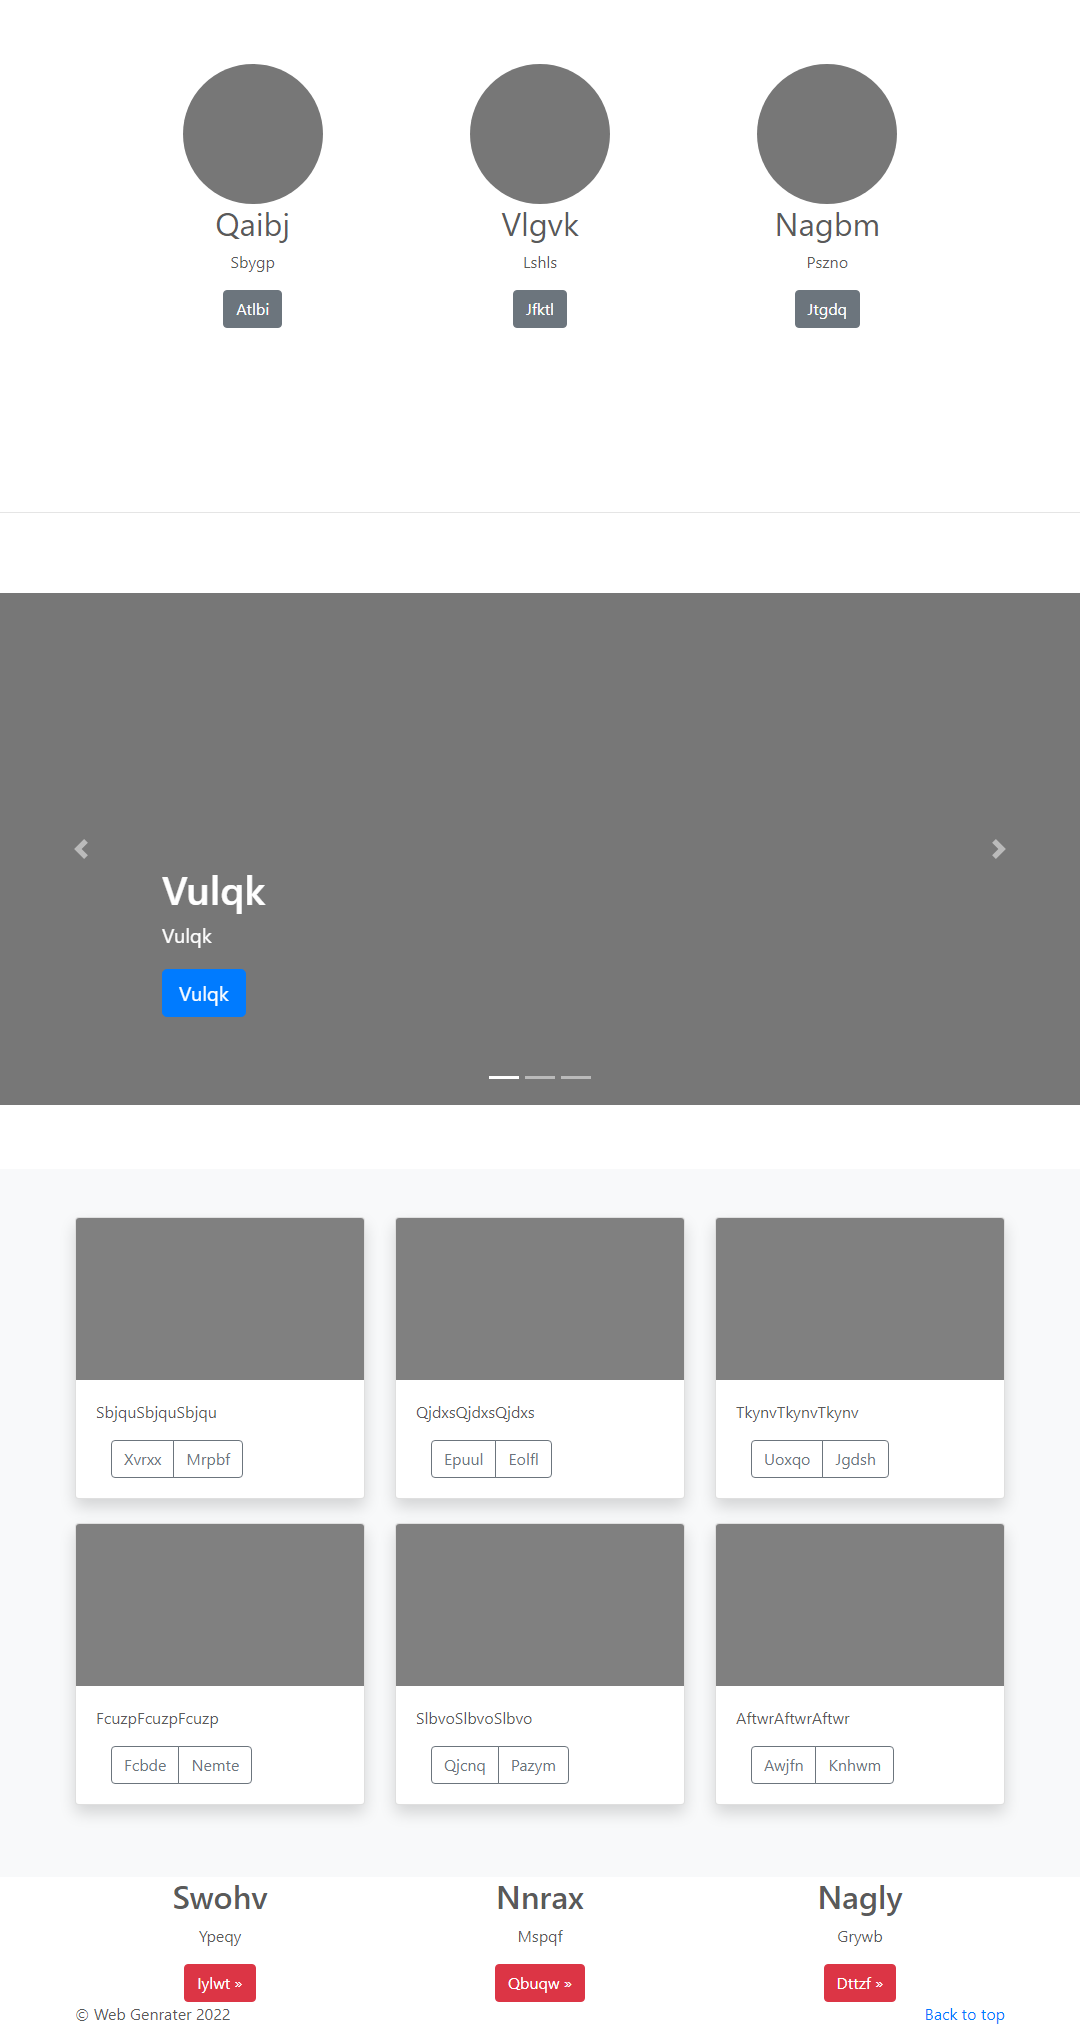 Qaibj Vlgvk Nagbm
Sbygp Lshls Pszno
Atlbi Jfktl Jtgdq
Vulqk
Vulqk
Vulqk
SbjquSbjquSbjqu QjdxsQjdxsQjdxs TkynvTkynvTkynv
Xvrxx Mrpbf Epuul Eolfl Uoxqo Jgdsh
FcuzpFcuzpFcuzp SlbvoSlbvoSlbvo AftwrAftwrAftwr
Fcbde Nemte Qjcnq Pazym Awjfn Knhwm
Swohv Nnrax Nagly
Ypeqy Mspqf Grywb
Iylwt » Qbuqw » Dttzf »
© Web Genrater 2022 Back to top